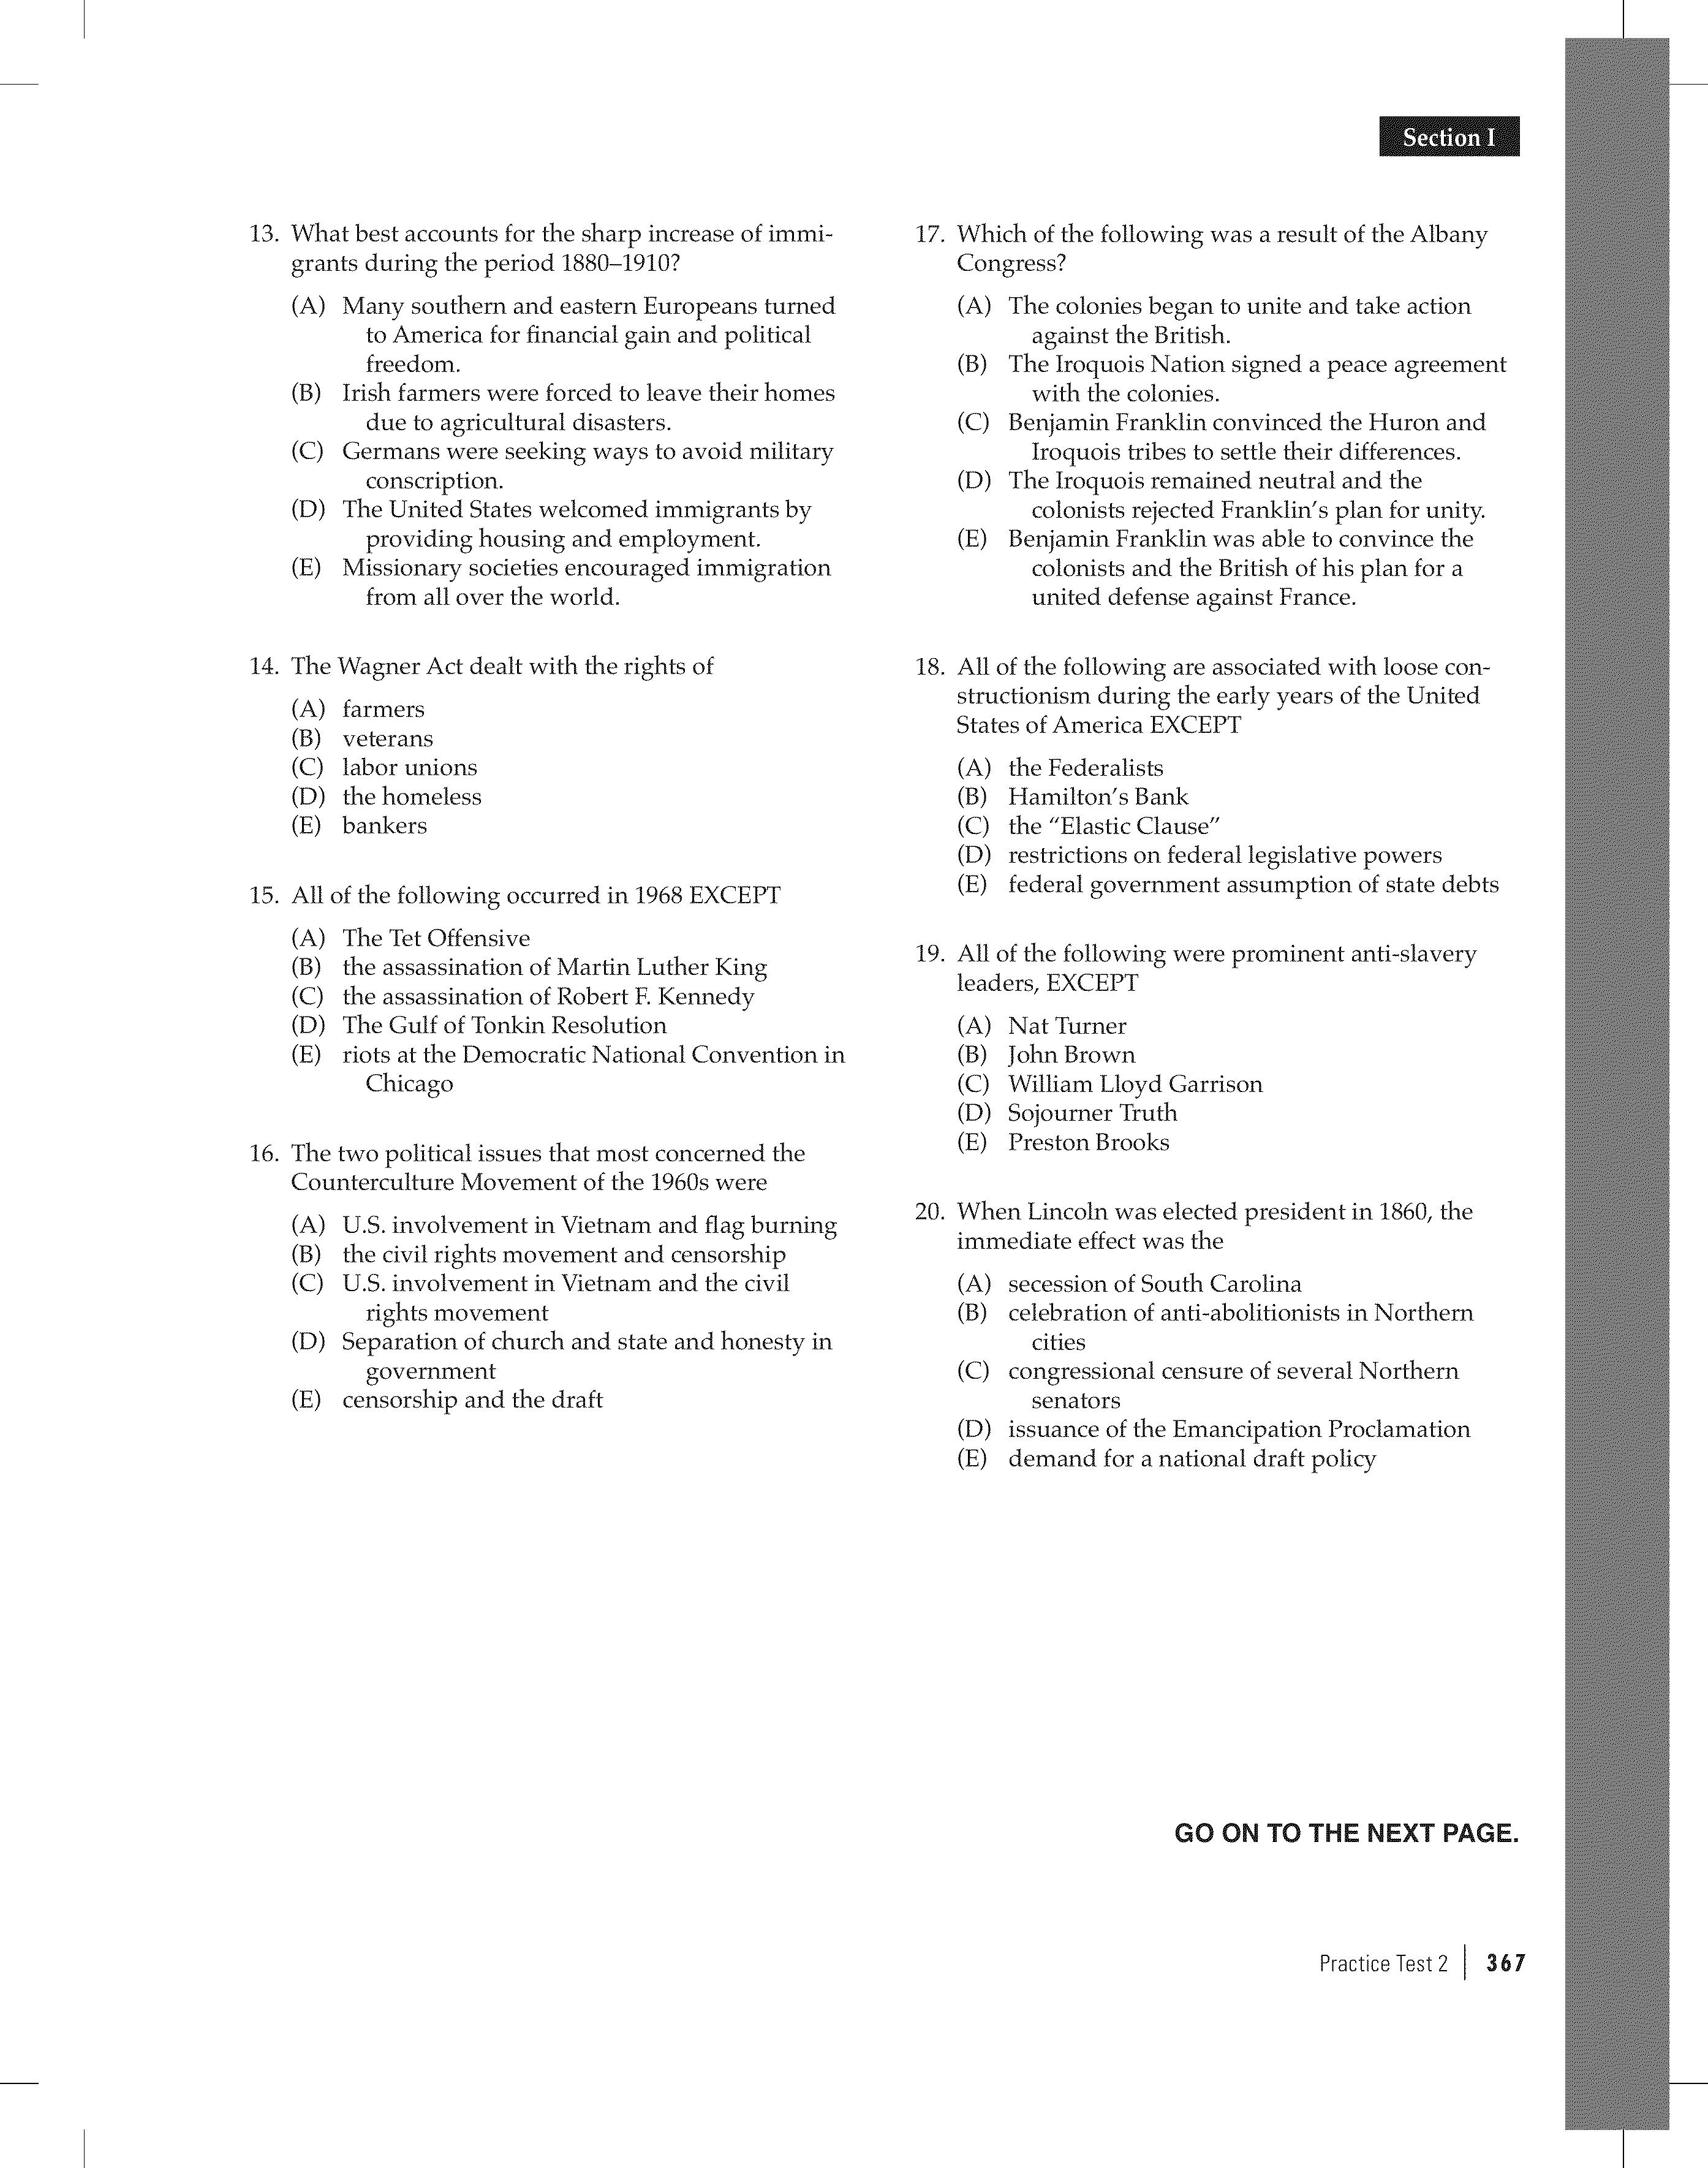 Section I
13. What best accounts for the sharp increase of immi-
grants during the period 1880–1910?
(A) Many southern and eastern Europeans turned
to America for financial gain and political
freedom.
(B) Irish farmers were forced to leave their homes
due to agricultural disasters.
(C) Germans were seeking ways to avoid military
conscription.
(D) The United States welcomed immigrants by
providing housing and employment.
(E) Missionary societies encouraged immigration
from all over the world.
14. The Wagner Act dealt with the rights of
(A) farmers
(B) veterans
(C) labor unions
(D) the homeless
(E) bankers
15. All of the following occurred in 1968 EXCEPT
(A) The Tet Offensive
(B) the assassination of Martin Luther King
(C) the assassination of Robert F. Kennedy
(D) The Gulf of Tonkin Resolution
(E) riots at the Democratic National Convention in
Chicago
16. The two political issues that most concerned the
Counterculture Movement of the 1960s were
(A) U.S. involvement in Vietnam and flag burning
(B) the civil rights movement and censorship
(C) U.S. involvement in Vietnam and the civil
rights movement
(D) Separation of church and state and honesty in
government
(E) censorship and the draft
17. Which of the following was a result of the Albany
Congress?
(A) The colonies began to unite and take action
against the British.
(B) The Iroquois Nation signed a peace agreement
with the colonies.
(C) Benjamin Franklin convinced the Huron and
Iroquois tribes to settle their differences.
(D) The Iroquois remained neutral and the
colonists rejected Franklin's plan for unity.
(E) Benjamin Franklin was able to convince the
colonists and the British of his plan for a
united defense against France.
18. All of the following are associated with loose con-
structionism during the early years of the United
States of America EXCEPT
(A) the Federalists
(B) Hamilton's Bank
(C) the "Elastic Clause"
(D) restrictions on federal legislative powers
(E) federal government assumption of state debts
19. All of the following were prominent anti-slavery
leaders, EXCEPT
(A) Nat Turner
(B) John Brown
(C) William Lloyd Garrison
(D) Sojourner Truth
(E) Preston Brooks
20. When Lincoln was elected president in 1860, the
immediate effect was the
(A) secession of South Carolina
(B) celebration of anti-abolitionists in Northern
cities
(C) congressional censure of several Northern
senators
(D) issuance of the Emancipation Proclamation
(E) demand for a national draft policy
GO ON TO THE NEXT PAGE.
Practice Test 2 | 367